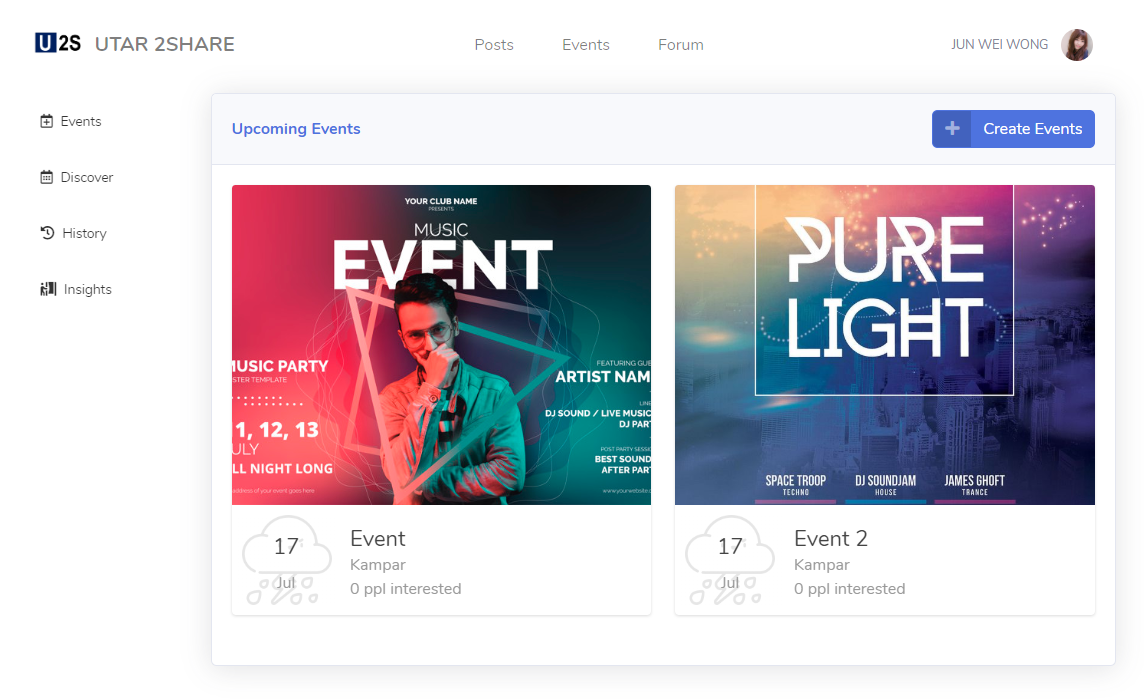 U2S UTAR 2SHARE
Posts
Events
Forum
JUN WEI WONG
Events
Discover
History
Insights
Upcoming Events
+ Create Events
YOUR CLUB NAME
PRESENTS
MUSIC
EVENT
MUSIC PARTY
STER TEMPLATE
1, 12, 13
ULY
LL NIGHT LONG
address of your event goes here
FEATURING GUE
ARTIST NAM
LIVE
DJ SOUND / LIVE MUSIC
DJ PART
POST PARTY SESSI
BEST SOUND
AFTER PART
www.yourwebsite.c
PURE
LIGHT
SPACE TROOP
TECHNO
DJ SOUNDJAM
HOUSE
JAMES GHOFT
TRANCE
17
Jul
Event
Kampar
0 ppl interested
17
Jul
Event 2
Kampar
0 ppl interested